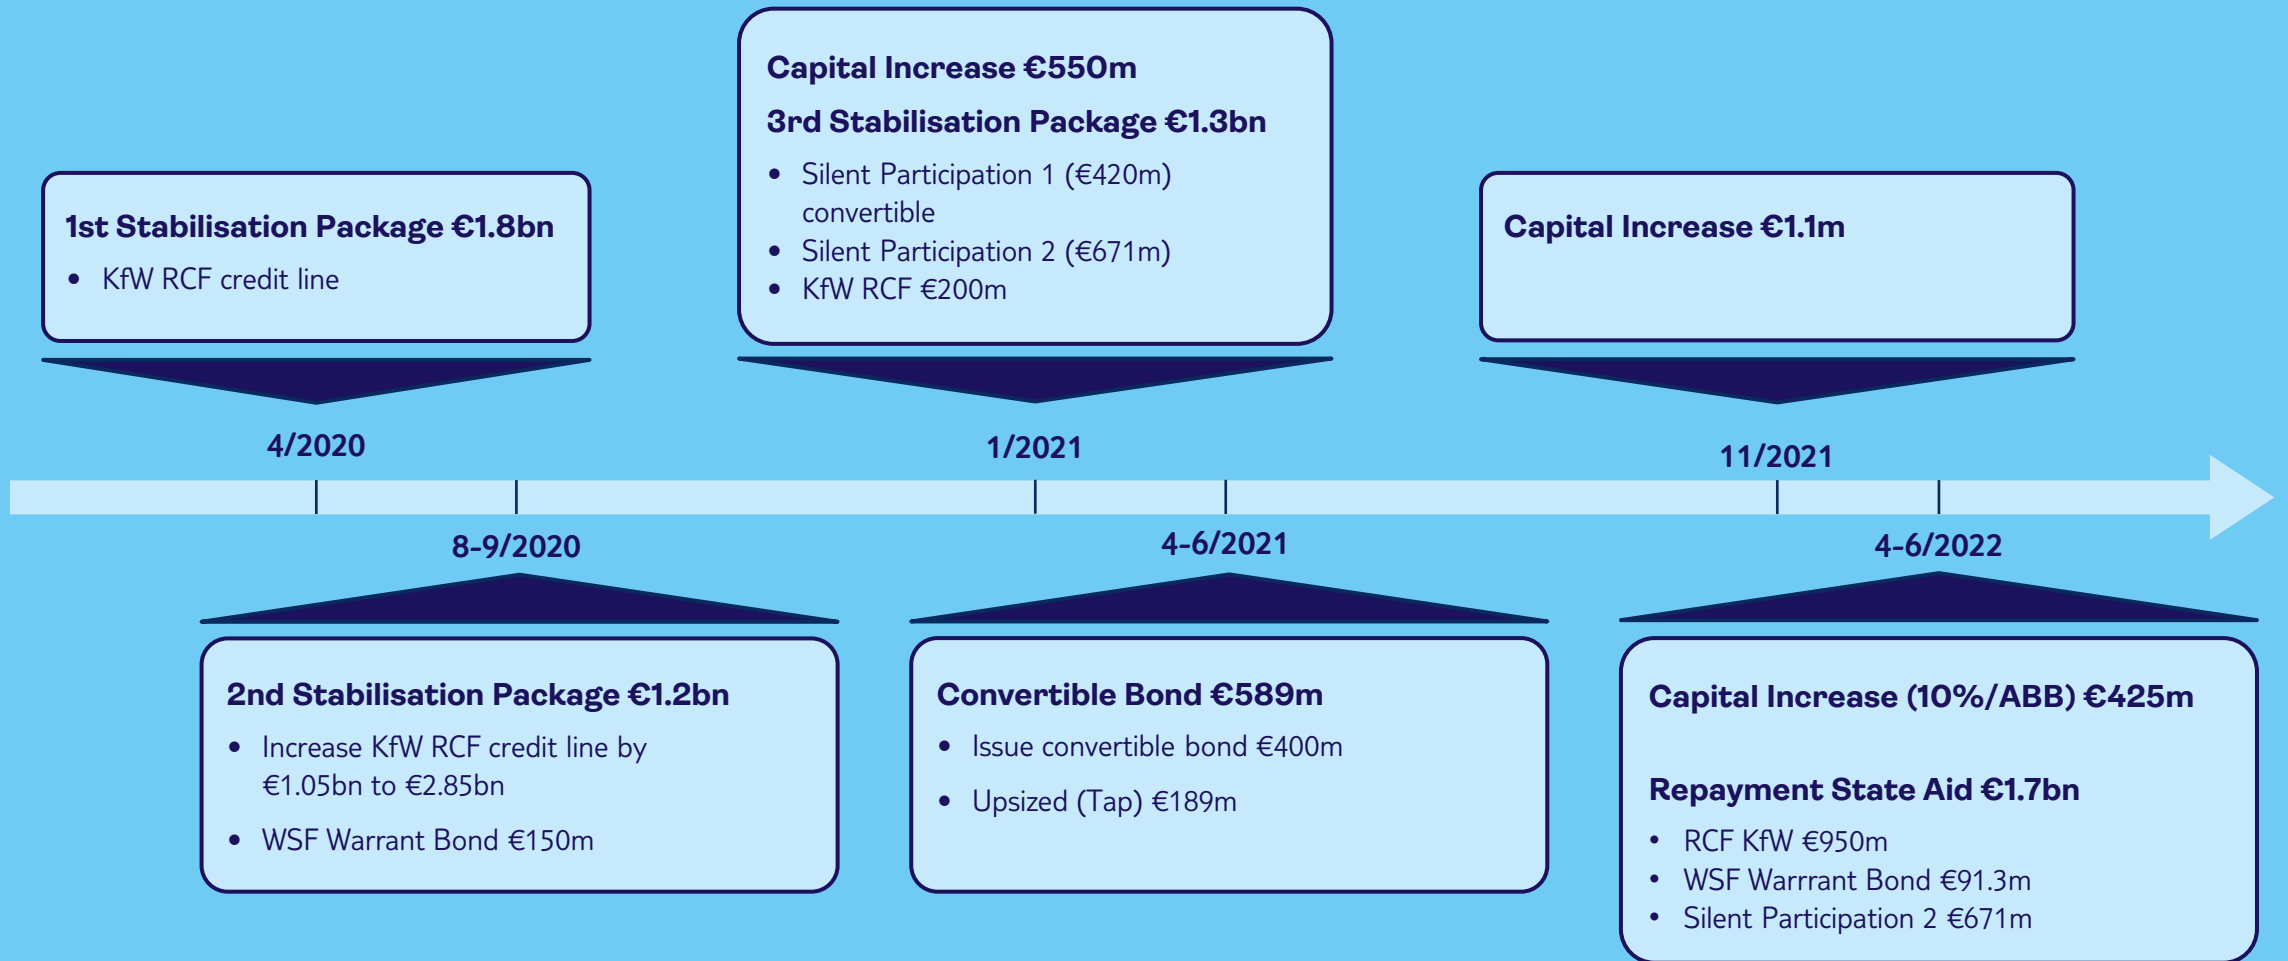 1st Stabilisation Package €1.8bn
• KfW RCF credit line
4/2020
8-9/2020
2nd Stabilisation Package €1.2bn
• Increase KfW RCF credit line by
€1.05bn to €2.85bn
• WSF Warrant Bond €150m
Capital Increase €550m
3rd Stabilisation Package €1.3bn
• Silent Participation 1 (€420m)
convertible
• Silent Participation 2 (€671m)
• KfW RCF €200m
1/2021
4-6/2021
Convertible Bond €589m
• Issue convertible bond €400m
• Upsized (Tap) €189m
Capital Increase €1.1m
11/2021
4-6/2022
Capital Increase (10%/ABB) €425m
Repayment State Aid €1.7bn
• RCF KfW €950m
• WSF Warrrant Bond €91.3m
• Silent Participation 2 €671m